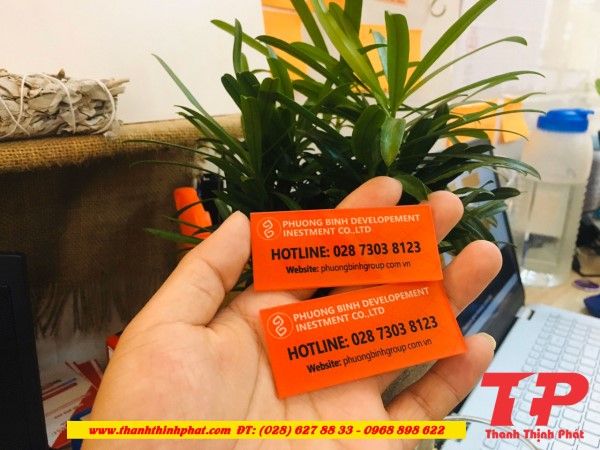 PHUONG BINH DEVELOPEMENT
INESTMENT CO.,LTD
HOTLINE: 028 7303 8123
Website: phuongbinhgroup.com.vn
PHUONG BINH DEVELOPEMENT
INESTMENT CO.,LTD
HOTLINE: 028 7303 8123
Website: phuongbinhgroup.com.vn
TP
Thanh Thịnh Phát
www.thanhthinhphat.com ĐT: (028) 627 88 33 - 0968 898 622